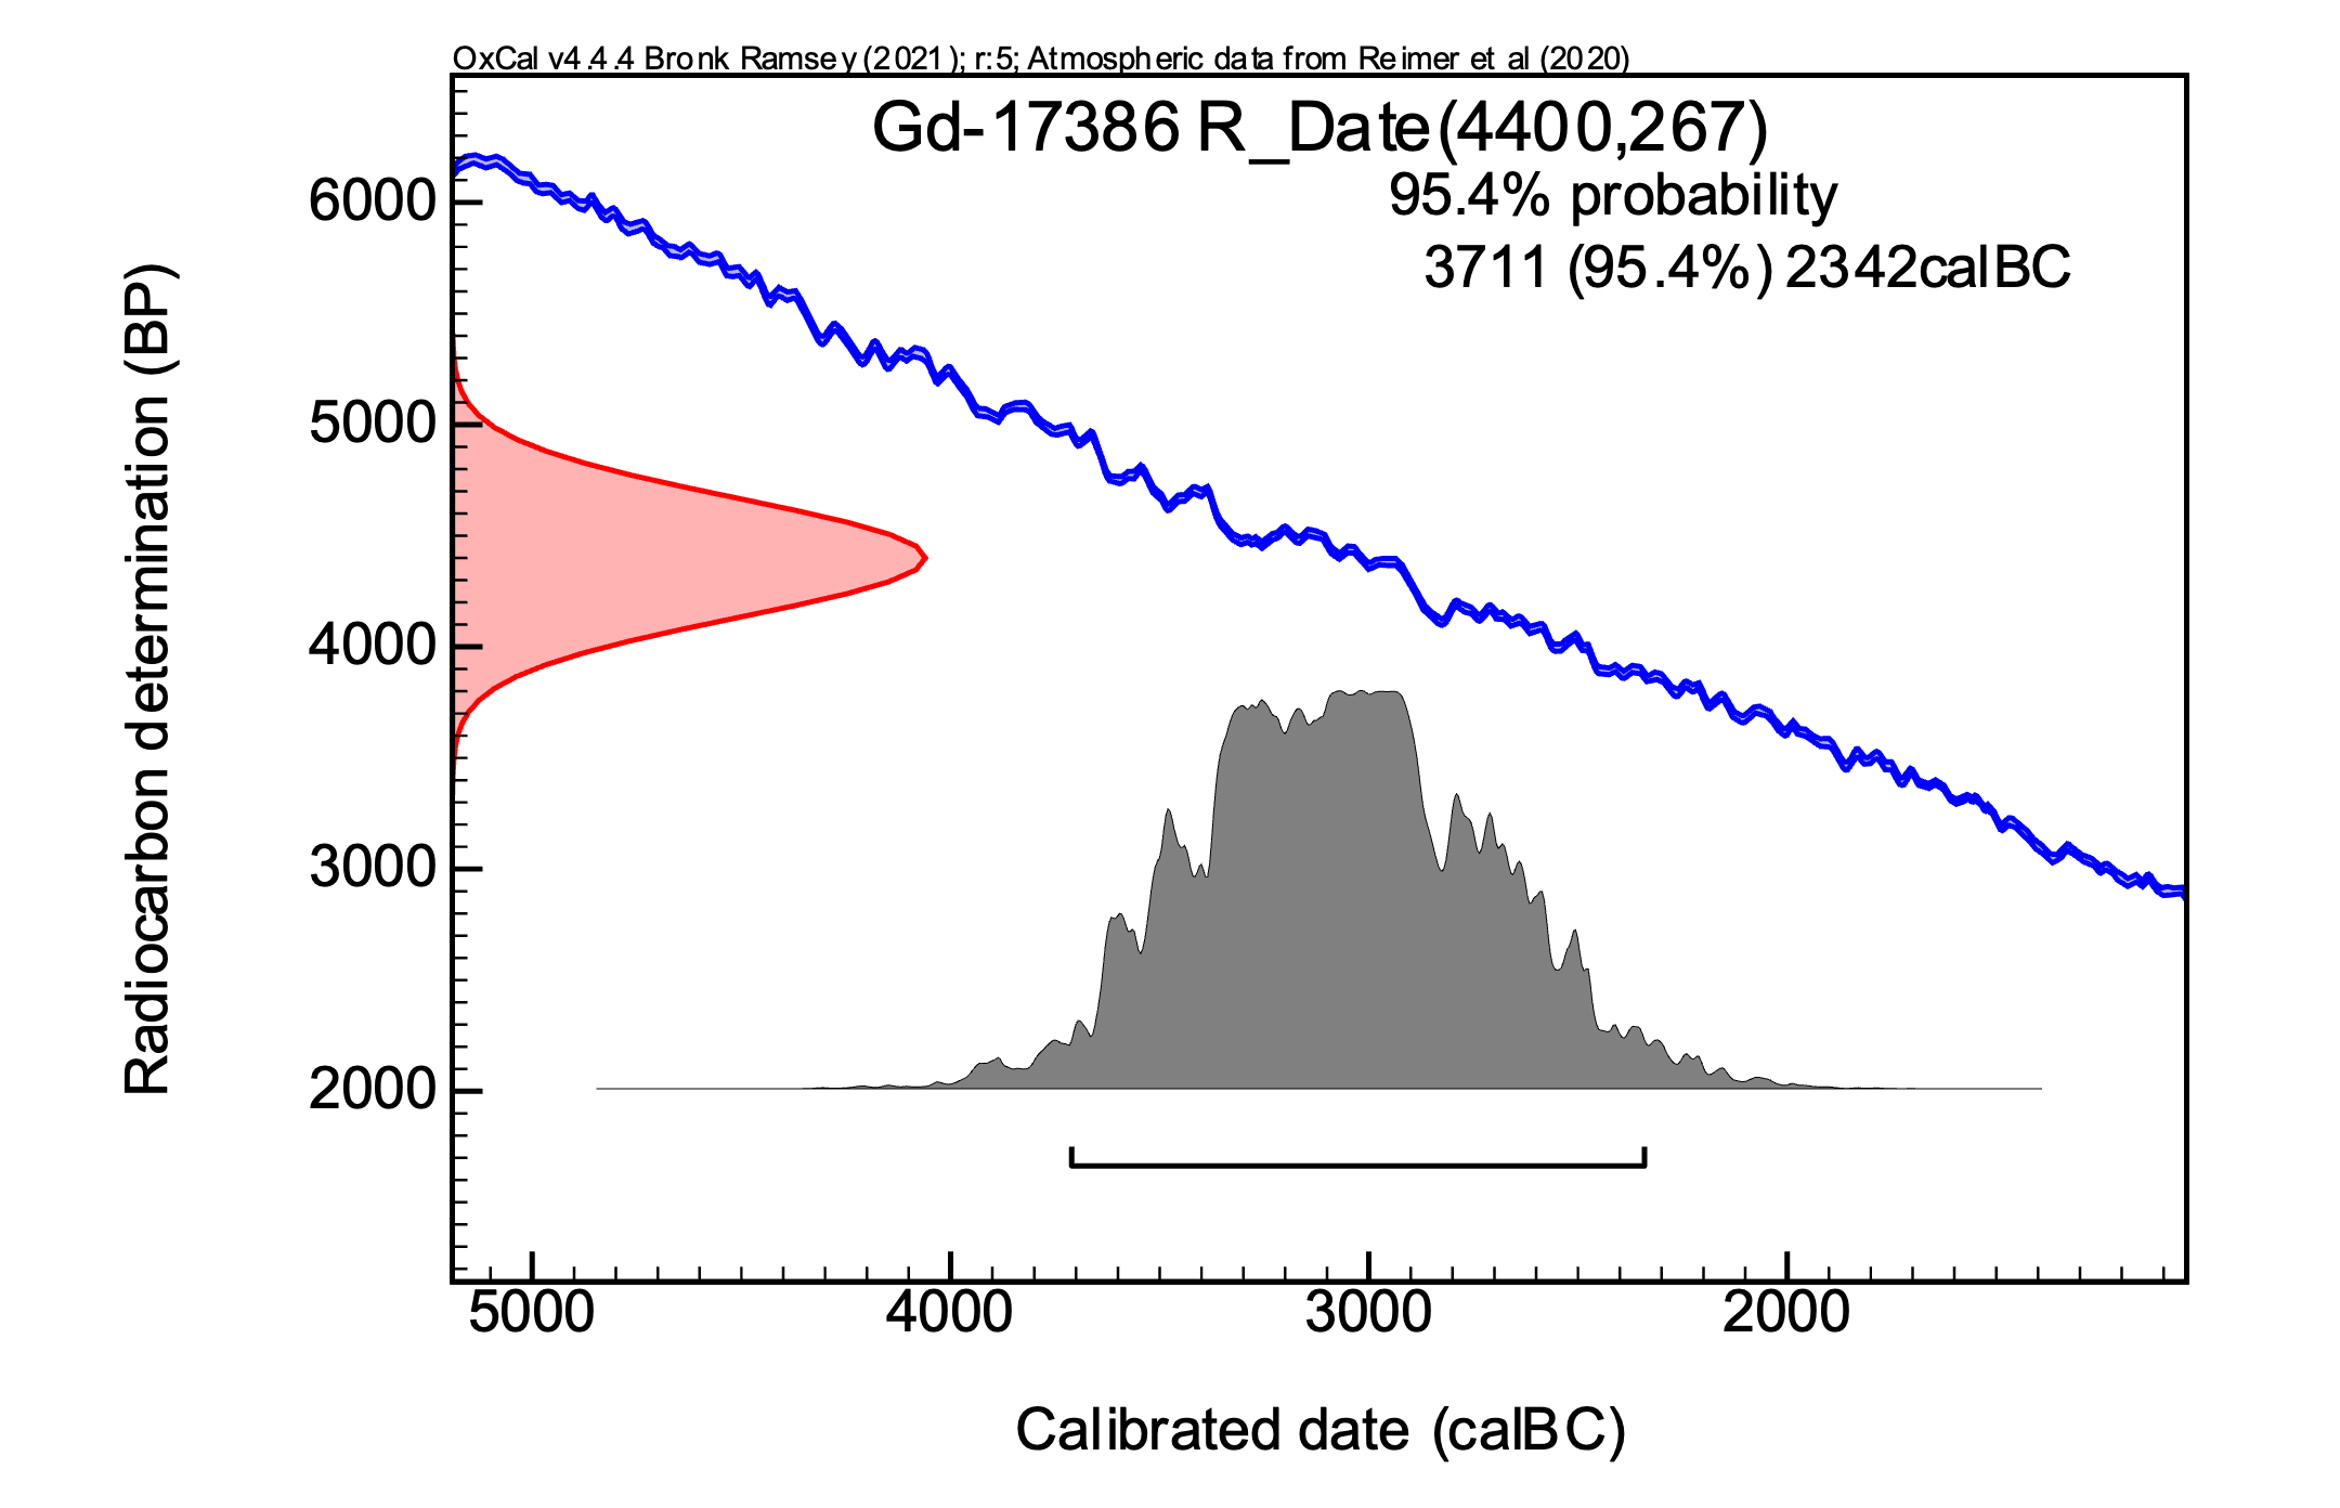 OxCal v4.4.4 Bronk Ramsey (2021); r:5; Atmospheric data from Reimer et al (2020)
Gd-17386 R_Date(4400,267)
95.4% probability
3711 (95.4%) 2342calBC
Radiocarbon determination (BP)
6000
5000
4000
3000
2000
5000 4000 3000 2000
Calibrated date (calBC)